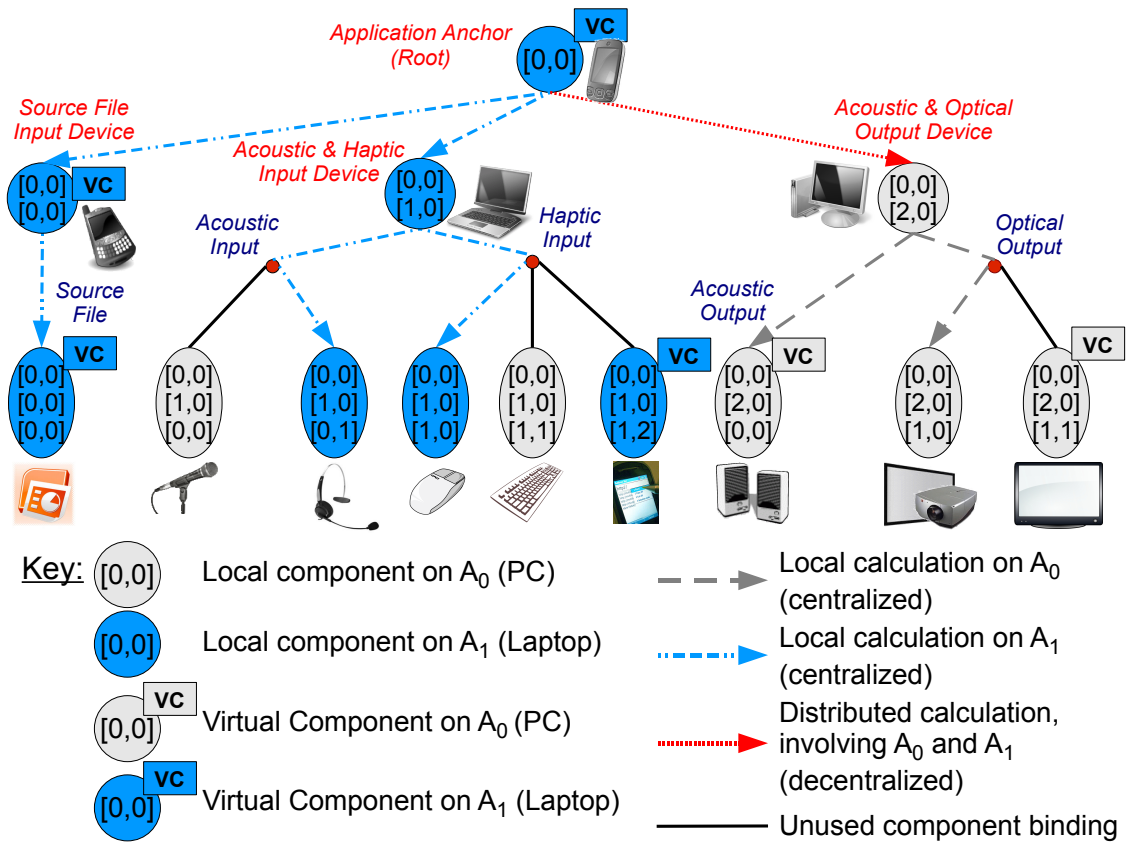 VC
Application Anchor
(Root)
[0,0]
Source File
Input Device
Acoustic & Haptic
Input Device
Acoustic & Optical
Output Device
[0,0]
[0,0]
VC
[0,0]
[1,0]
[0,0]
[2,0]
Acoustic
Input
Haptic
Input
Optical
Output
Source
File
Acoustic
Output
[0,0]
[0,0]
[0,0]
VC
[0,0]
[1,0]
[0,0]
[0,0]
[1,0]
[0,1]
[0,0]
[1,0]
[1,0]
[0,0]
[1,0]
[1,1]
[0,0]
[1,0]
[1,2]
VC
[0,0]
[2,0]
[0,0]
VC
[0,0]
[2,0]
[1,0]
[0,0]
[2,0]
[1,1]
VC
Key:
[0,0]
Local component on A0 (PC)
[0,0]
Local component on A1 (Laptop)
VC
[0,0]
Virtual Component on A0 (PC)
VC
[0,0]
Virtual Component on A1 (Laptop)
Local calculation on A0
(centralized)
Local calculation on A1
(centralized)
Distributed calculation,
involving A0 and A1
(decentralized)
Unused component binding